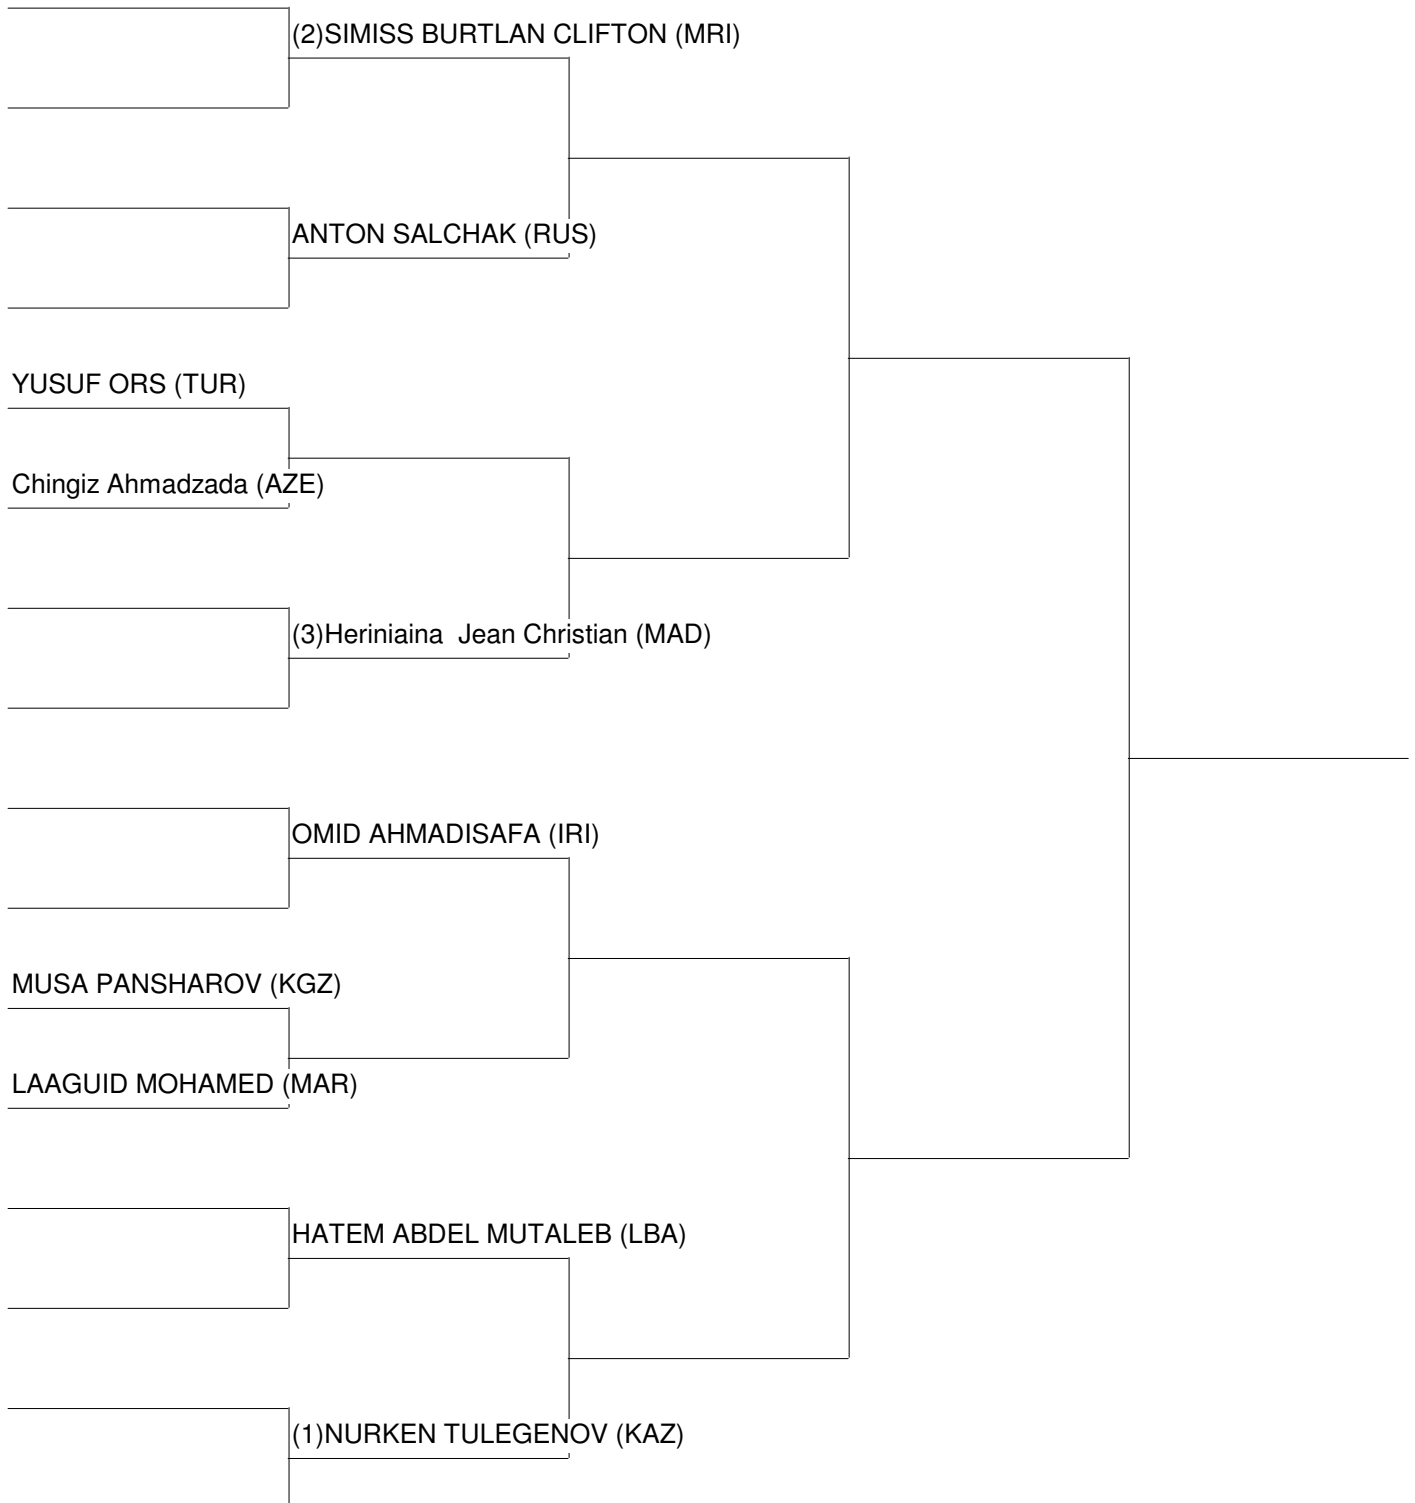 (2)SIMISS BURTLAN CLIFTON (MRI)
ANTON SALCHAK (RUS)
YUSUF ORS (TUR)
Chingiz Ahmadzada (AZE)
(3)Heriniaina  Jean Christian (MAD)
OMID AHMADISAFA (IRI)
MUSA PANSHAROV (KGZ)
LAAGUID MOHAMED (MAR)
HATEM ABDEL MUTALEB (LBA)
(1)NURKEN TULEGENOV (KAZ)